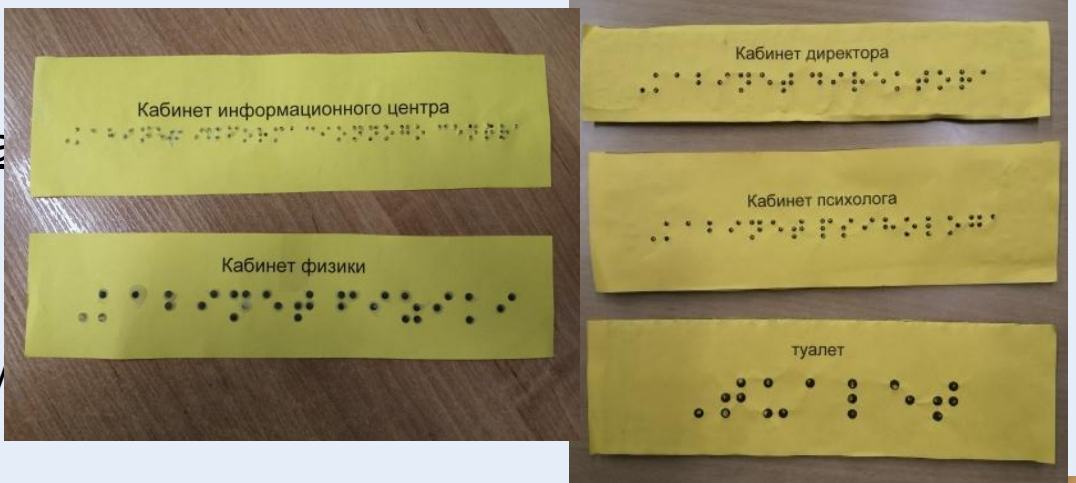 Кабинет информационного центра
Кабинет физики
Кабинет директора
Кабинет психолога
туалет